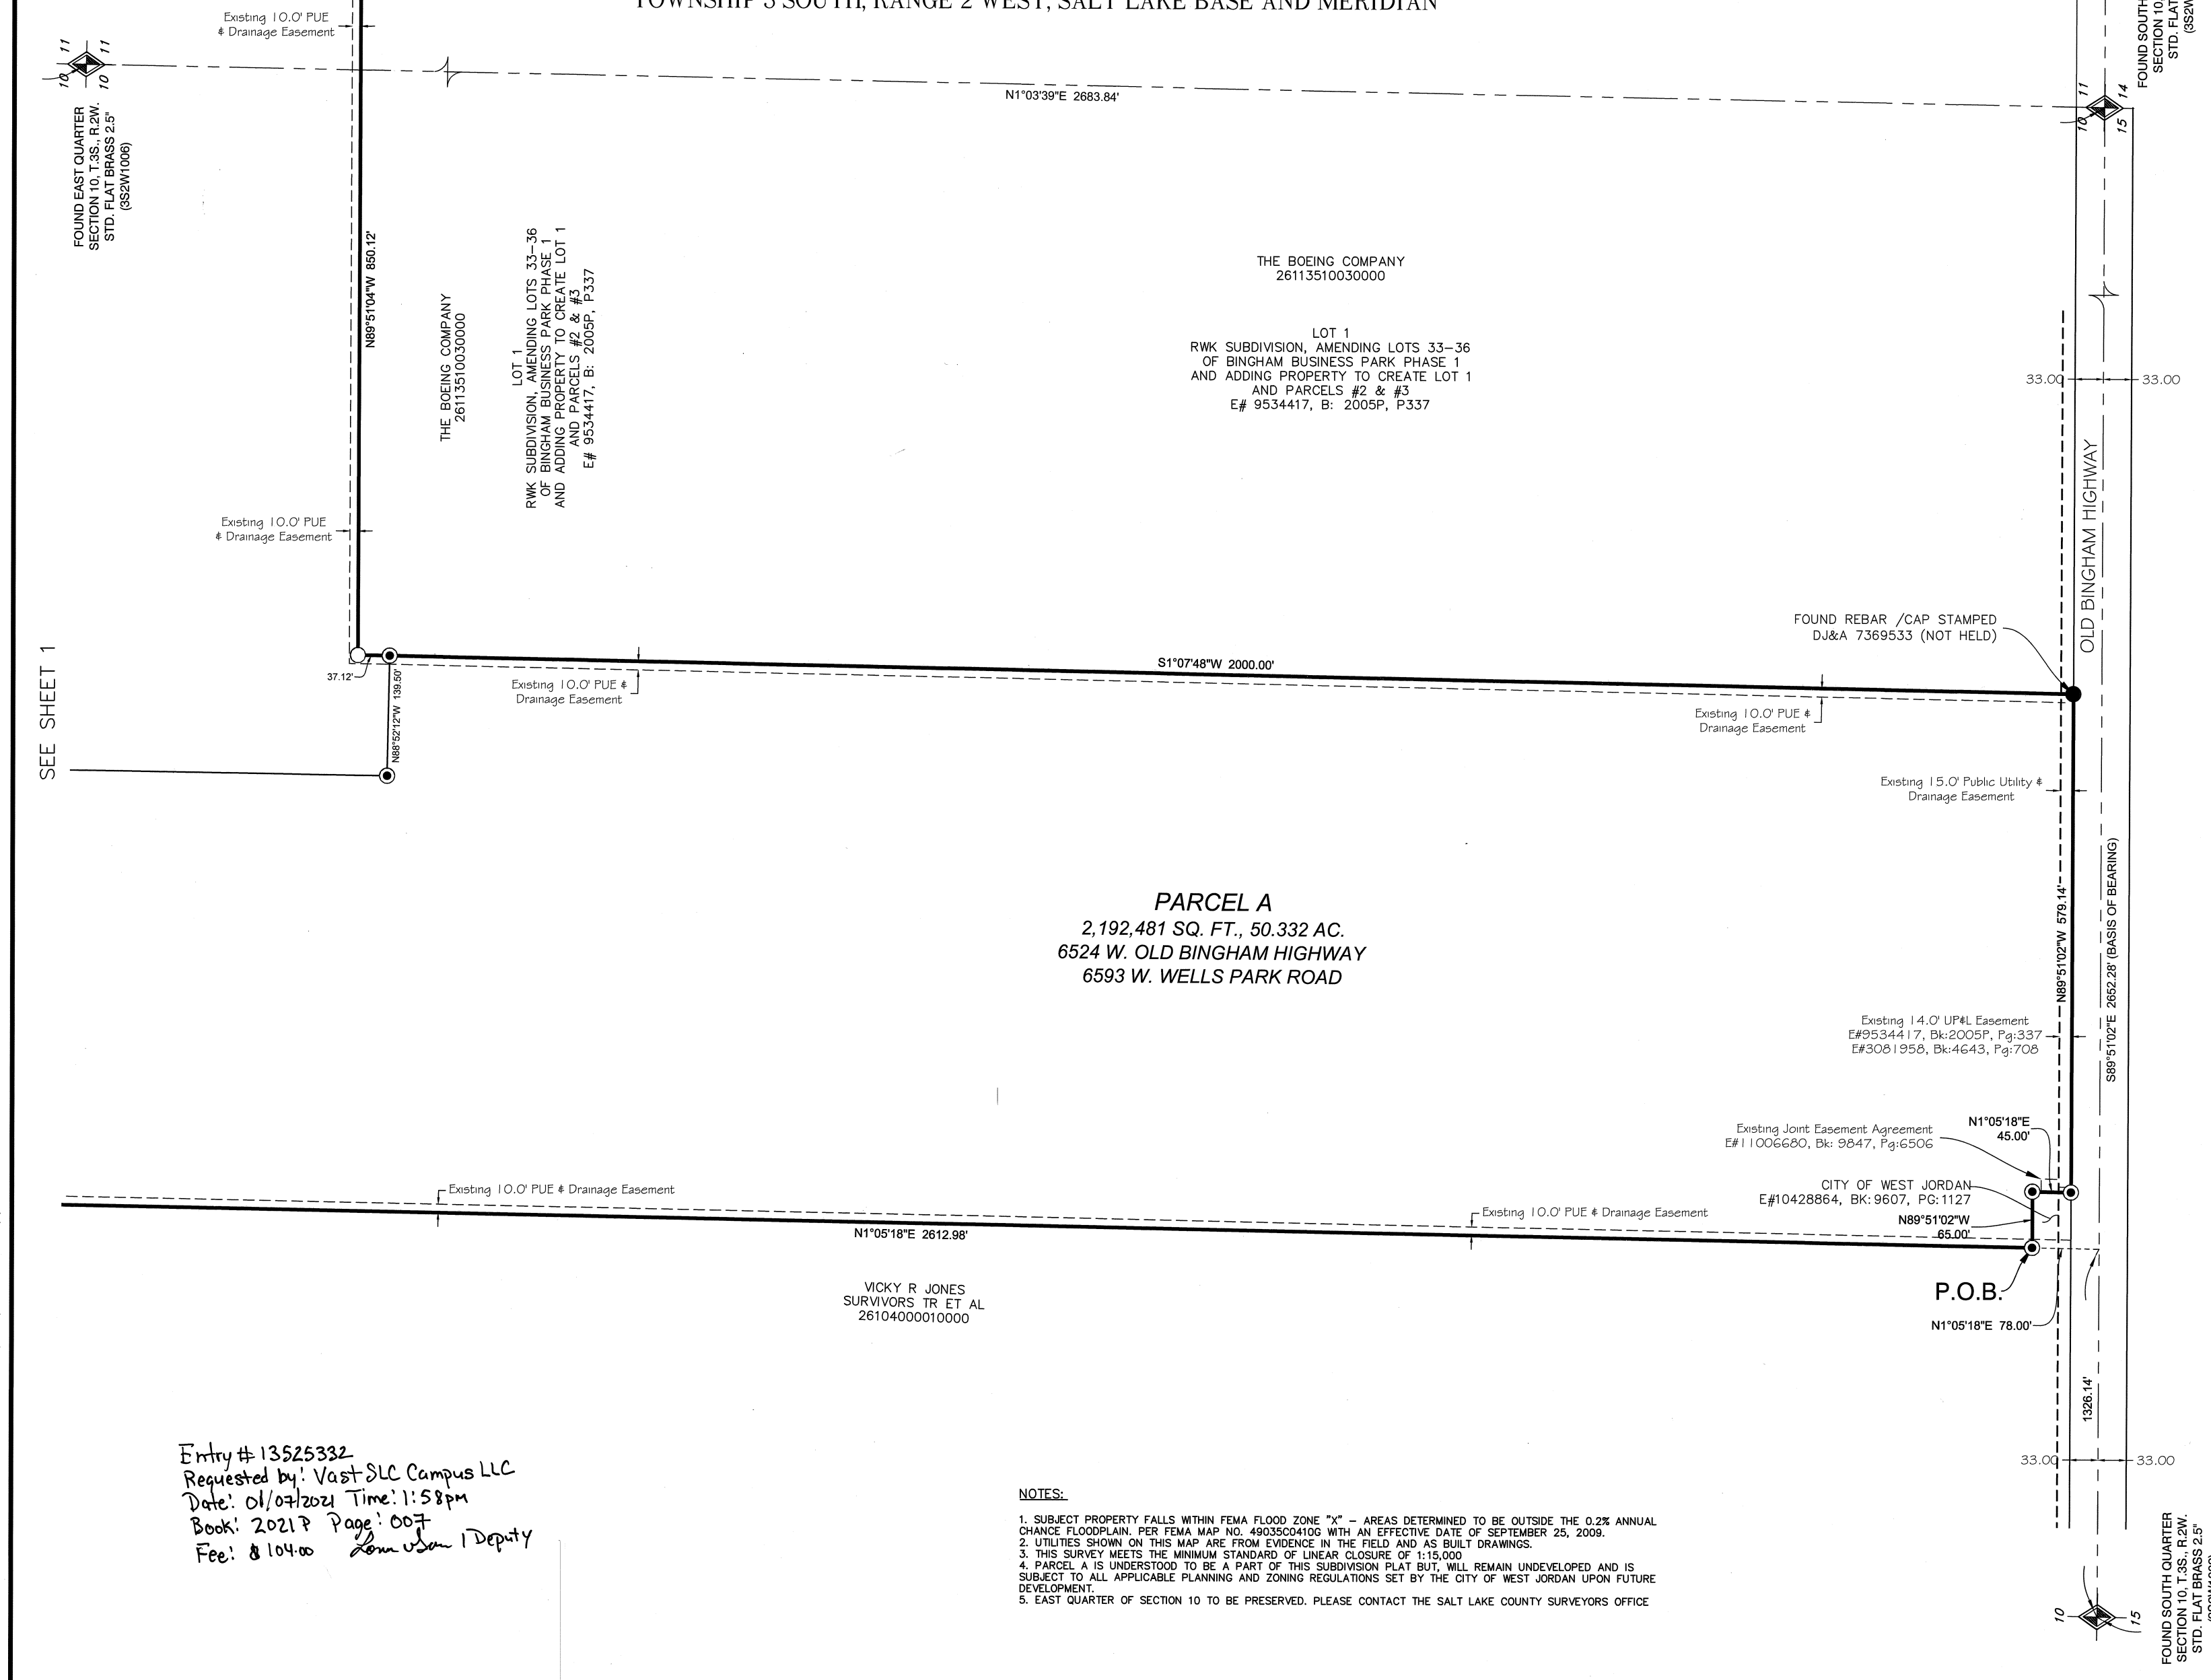 TOWNSHIP 3 SOUTH, RANGE 2 WEST, SALT LAKE BASE AND MERIDIAN
Existing 10.0' PUE
& Drainage Easement
11
11
10
10
FOUND EAST QUARTER
SECTION 10, T.3S., R.2W.
STD. FLAT BRASS 2.5"
(3S2W1006)
N1°03'39"E 2683.84'
11
14
10
15
FOUND SOUTH
SECTION 10,
STD. FLAT
(3S2W
N89°51'04"W 850.12'
THE BOEING COMPANY
26113510030000
LOT 1
RWK SUBDIVISION, AMENDING LOTS 33-36
OF BINGHAM BUSINESS PARK PHASE 1
AND ADDING PROPERTY TO CREATE LOT 1
AND PARCELS #2 & #3
E# 9534417, B: 2005P, P337
THE BOEING COMPANY
26113510030000
LOT 1
RWK SUBDIVISION, AMENDING LOTS 33-36
OF BINGHAM BUSINESS PARK PHASE 1
AND ADDING PROPERTY TO CREATE LOT 1
AND PARCELS #2 & #3
E# 9534417, B: 2005P, P337
33.00
33.00
OLD BINGHAM HIGHWAY
Existing 10.0' PUE
& Drainage Easement
FOUND REBAR /CAP STAMPED
DJ&A 7369533 (NOT HELD)
SEE SHEET 1
37.12'
N88°52'12"W 139.50'
S1°07'48"W 2000.00'
Existing 10.0' PUE &
Drainage Easement
Existing 10.0' PUE &
Drainage Easement
Existing 15.0' Public Utility &
Drainage Easement
PARCEL A
2,192,481 SQ. FT., 50.332 AC.
6524 W. OLD BINGHAM HIGHWAY
6593 W. WELLS PARK ROAD
N89°51'02"W 579.14'
S89°51'02"E 2652.28' (BASIS OF BEARING)
Existing 14.0' UP&L Easement
E#9534417, Bk:2005P, Pg:337
E#3081958, Bk:4643, Pg:708
Existing Joint Easement Agreement
E#11006680, Bk: 9847, Pg:6506
N1°05'18"E
45.00'
CITY OF WEST JORDAN
E#10428864, BK:9607, PG:1127
N89°51'02"W
65.00'
Existing 10.0' PUE & Drainage Easement
Existing 10.0' PUE & Drainage Easement
N1°05'18"E 2612.98'
VICKY R JONES
SURVIVORS TR ET AL
26104000010000
P.O.B.
N1°05'18"E 78.00'
1326.14'
33.00
33.00
Entry # 13525332
Requested by: Vast SLC Campus LLC
Date: 01/07/2021 Time: 1:58pm
Book: 2021P Page: 007
Fee: $104.00 Deputy
NOTES:
1. SUBJECT PROPERTY FALLS WITHIN FEMA FLOOD ZONE "X" - AREAS DETERMINED TO BE OUTSIDE THE 0.2% ANNUAL
CHANCE FLOODPLAIN. PER FEMA MAP NO. 49035C0410G WITH AN EFFECTIVE DATE OF SEPTEMBER 25, 2009.
2. UTILITIES SHOWN ON THIS MAP ARE FROM EVIDENCE IN THE FIELD AND AS BUILT DRAWINGS.
3. THIS SURVEY MEETS THE MINIMUM STANDARD OF LINEAR CLOSURE OF 1:15,000
4. PARCEL A IS UNDERSTOOD TO BE A PART OF THIS SUBDIVISION PLAT BUT, WILL REMAIN UNDEVELOPED AND IS
SUBJECT TO ALL APPLICABLE PLANNING AND ZONING REGULATIONS SET BY THE CITY OF WEST JORDAN UPON FUTURE
DEVELOPMENT.
5. EAST QUARTER OF SECTION 10 TO BE PRESERVED. PLEASE CONTACT THE SALT LAKE COUNTY SURVEYORS OFFICE
10
15
FOUND SOUTH QUARTER
SECTION 10, T.3S., R.2W.
STD. FLAT BRASS 2.5"